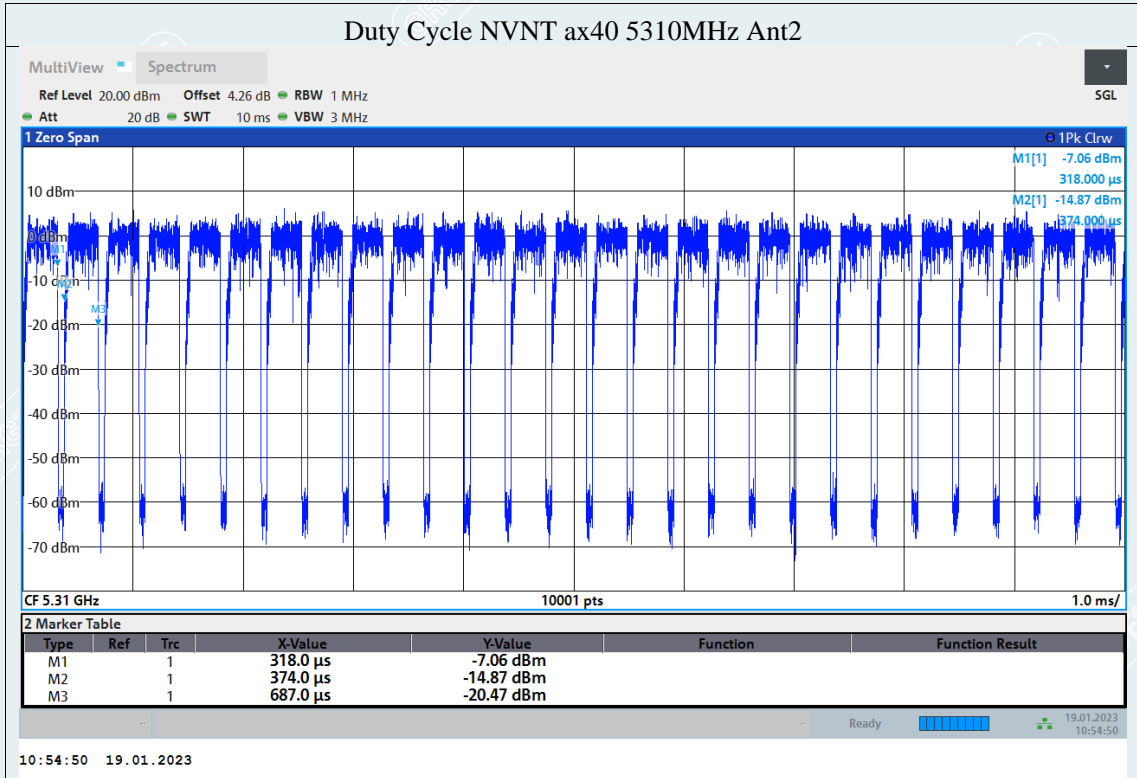 Duty Cycle NVNT ax40 5310MHz Ant2
MultiView Spectrum
Ref Level 20.00 dBm Offset 4.26 dB RBW 1 MHz SGL
Att 20 dB SWT 10 ms VBW 3 MHz
1 Zero Span 1Pk Clrw
M1[1] -7.06 dBm
318.000 µs
10 dBm
M2[1] -14.87 dBm
374.000 µs
0 dBm
M1
-10 dBm
M2
M3
-20 dBm
-30 dBm
-40 dBm
-50 dBm
-60 dBm
-70 dBm
CF 5.31 GHz 10001 pts 1.0 ms/
2 Marker Table
Type Ref Trc X-Value Y-Value Function Function Result
M1 1 318.0 µs -7.06 dBm
M2 1 374.0 µs -14.87 dBm
M3 1 687.0 µs -20.47 dBm
Ready 19.01.2023
10:54:50
10:54:50 19.01.2023